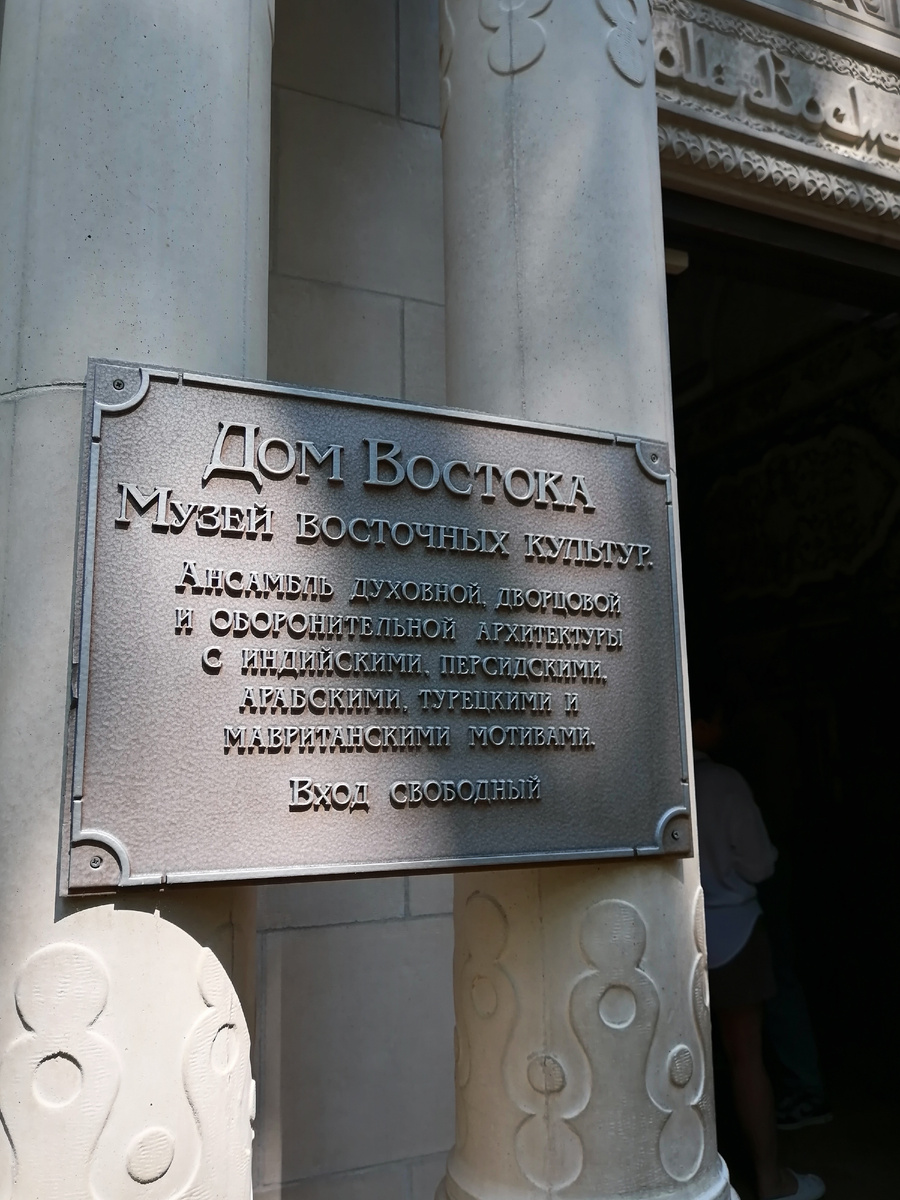 Дом Востока
Музей восточных культур.
Ансамбль духовной, дворцовой
и оборонительной архитектуры
с индийскими, персидскими,
арабскими, турецкими и
мавританскими мотивами.
Вход свободный